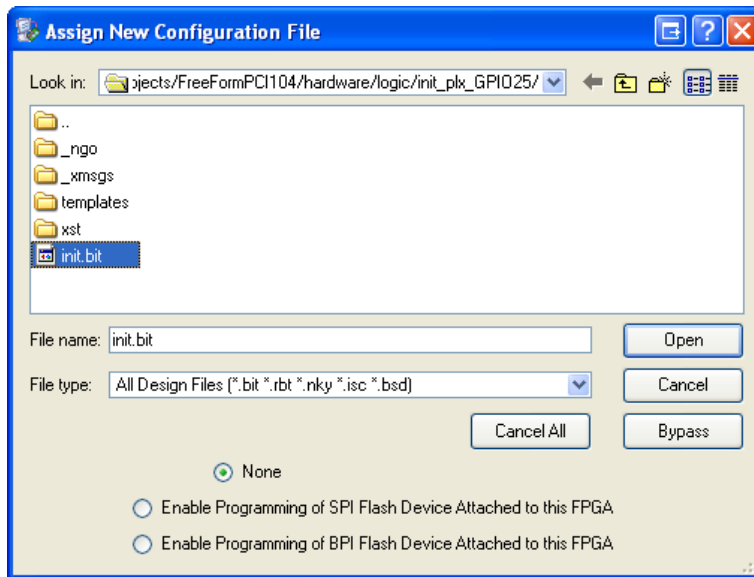 Assign New Configuration File
Look in: ojects/FreeFormPCI104/hardware/logic/init_plx_GPIO25/
..
_ngo
_xmsgs
templates
xst
init.bit
File name: init.bit Open
File type: All Design Files (*.bit *.rbt *.nky *.isc *.bsd) Cancel
Cancel All Bypass
None
Enable Programming of SPI Flash Device Attached to this FPGA
Enable Programming of BPI Flash Device Attached to this FPGA